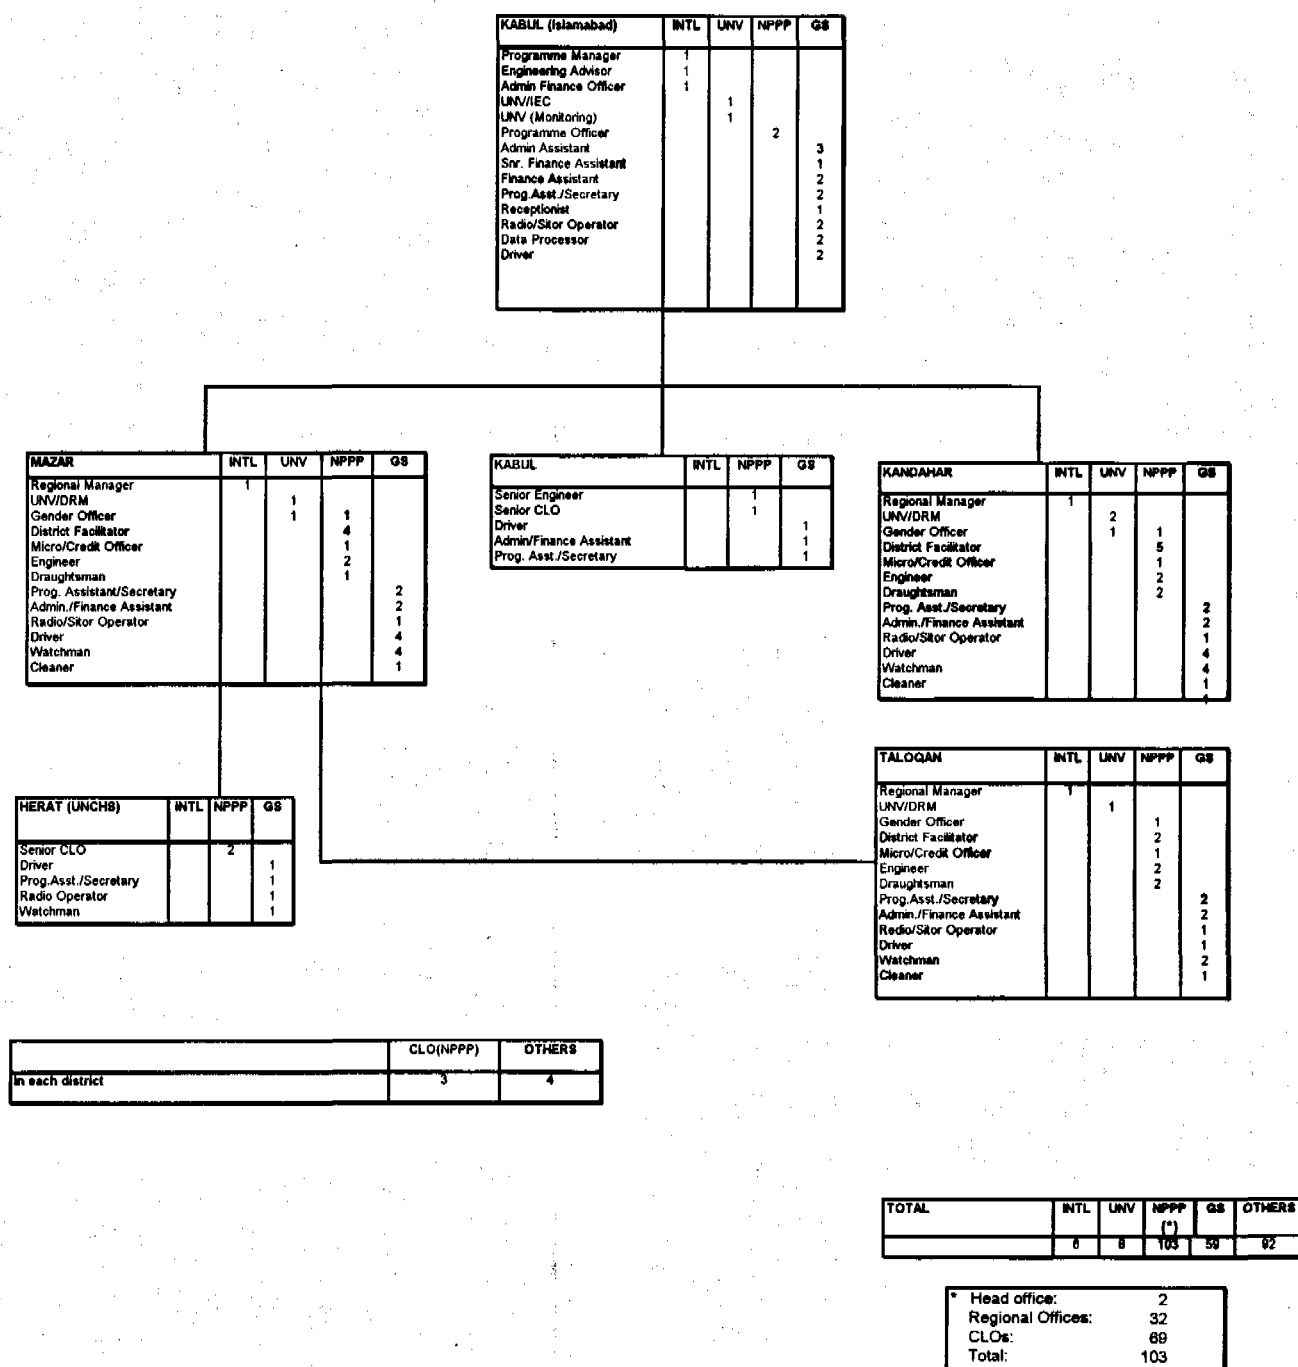 KABUL (Islamabad) INTL UNV NPPP GS
Programme Manager 1
Engineering Advisor 1
Admin Finance Officer 1
UNV/IEC 1
UNV (Monitoring) 1
Programme Officer 2
Admin Assistant 3
Snr. Finance Assistant 1
Finance Assistant 2
Prog.Asst./Secretary 2
Receptionist 1
Radio/Sitor Operator 2
Data Processor 2
Driver 2
MAZAR INTL UNV NPPP GS
Regional Manager 1
UNV/DRM 1
Gender Officer 1 1
District Facilitator 4
Micro/Credit Officer 1
Engineer 2
Draughtsman 1
Prog. Assistant/Secretary 2
Admin./Finance Assistant 2
Radio/Sitor Operator 1
Driver 4
Watchman 4
Cleaner 1
KABUL INTL NPPP GS
Senior Engineer 1
Senior CLO 1
Driver 1
Admin/Finance Assistant 1
Prog. Asst./Secretary 1
KANDAHAR INTL UNV NPPP GS
Regional Manager 1
UNV/DRM 2
Gender Officer 1 1
District Facilitator 5
Micro/Credit Officer 1
Engineer 2
Draughtsman 2
Prog. Asst./Secretary 2
Admin./Finance Assistant 2
Radio/Sitor Operator 1
Driver 4
Watchman 4
Cleaner 1
HERAT (UNCHS) INTL NPPP GS
Senior CLO 2
Driver 1
Prog.Asst./Secretary 1
Radio Operator 1
Watchman 1
TALOQAN INTL UNV NPPP GS
Regional Manager 1
UNV/DRM 1
Gender Officer 1
District Facilitator 2
Micro/Credit Officer 1
Engineer 2
Draughtsman 2
Prog.Asst./Secretary 2
Admin./Finance Assistant 2
Redio/Sitor Operator 1
Driver 1
Watchman 2
Cleaner 1
CLO(NPPP) OTHERS
In each district 3 4
TOTAL INTL UNV NPPP GS OTHERS
(*)
6 8 103 59 92
* Head office: 2
Regional Offices: 32
CLOs: 69
Total: 103